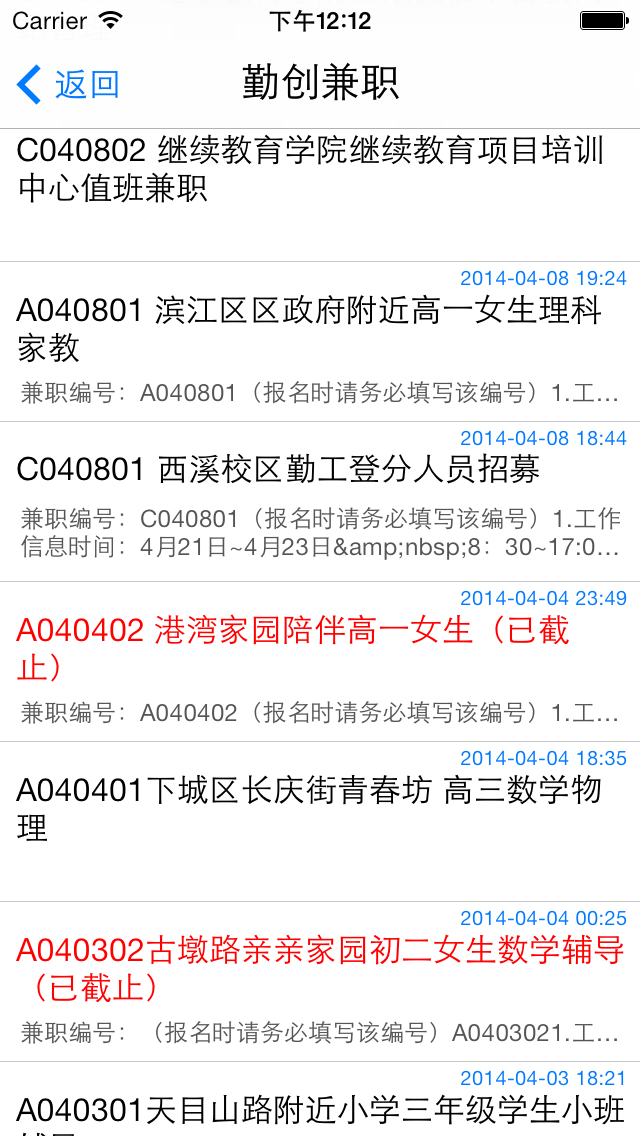 Carrier 下午12:12
返回 勤创兼职
C040802 继续教育学院继续教育项目培训
中心值班兼职
2014-04-08 19:24
A040801 滨江区区政府附近高一女生理科
家教
兼职编号：A040801（报名时请务必填写该编号）1.工...
2014-04-08 18:44
C040801 西溪校区勤工登分人员招募
兼职编号：C040801（报名时请务必填写该编号）1.工作
信息时间：4月21日~4月23日&amp;nbsp;8：30~17:0...
2014-04-04 23:49
A040402 港湾家园陪伴高一女生（已截
止）
兼职编号：A040402（报名时请务必填写该编号）1.工...
2014-04-04 18:35
A040401下城区长庆街青春坊 高三数学物
理
2014-04-04 00:25
A040302古墩路亲亲家园初二女生数学辅导
（已截止）
兼职编号：（报名时请务必填写该编号）A0403021.工...
2014-04-03 18:21
A040301天目山路附近小学三年级学生小班